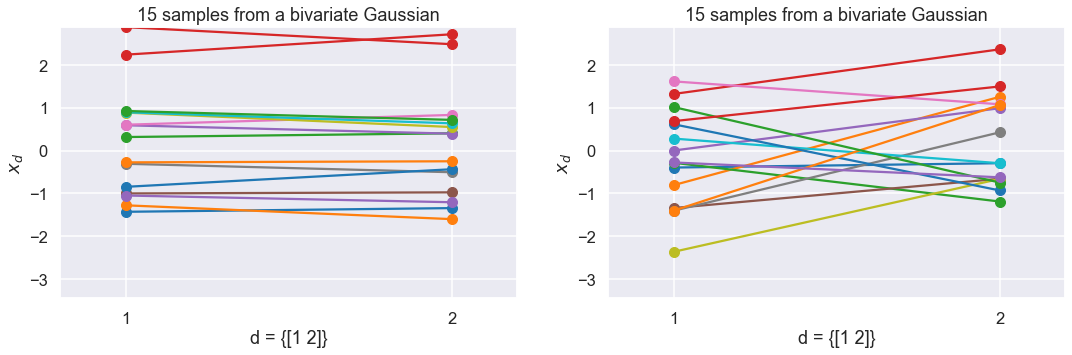 15 samples from a bivariate Gaussian
x_d
2
1
0
−1
−2
−3
1 2
d = {[1 2]}
15 samples from a bivariate Gaussian
x_d
2
1
0
−1
−2
−3
1 2
d = {[1 2]}